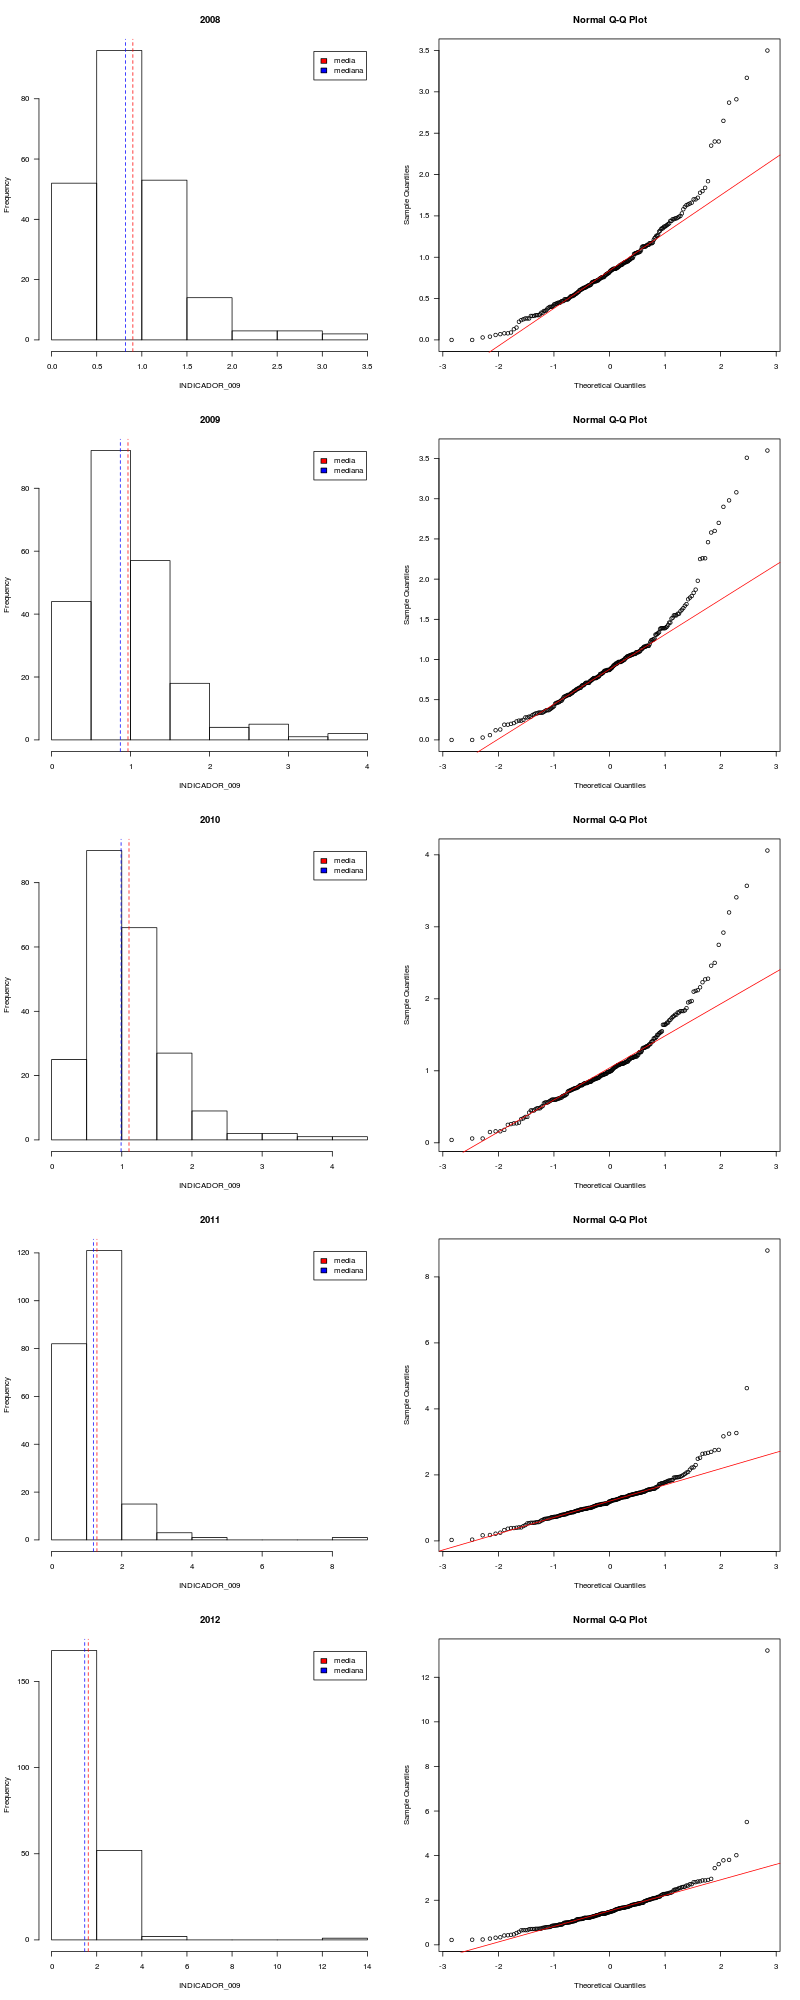 2008
media
mediana
Frequency
80
60
40
20
0
0.0 0.5 1.0 1.5 2.0 2.5 3.0 3.5
INDICADOR_009
Normal Q-Q Plot
Sample Quantiles
3.5
3.0
2.5
2.0
1.5
1.0
0.5
0.0
-3 -2 -1 0 1 2 3
Theoretical Quantiles
2009
media
mediana
Frequency
80
60
40
20
0
0 1 2 3 4
INDICADOR_009
Normal Q-Q Plot
Sample Quantiles
3.5
3.0
2.5
2.0
1.5
1.0
0.5
0.0
-3 -2 -1 0 1 2 3
Theoretical Quantiles
2010
media
mediana
Frequency
80
60
40
20
0
0 1 2 3 4
INDICADOR_009
Normal Q-Q Plot
Sample Quantiles
4
3
2
1
0
-3 -2 -1 0 1 2 3
Theoretical Quantiles
2011
media
mediana
Frequency
120
100
80
60
40
20
0
0 2 4 6 8
INDICADOR_009
Normal Q-Q Plot
Sample Quantiles
8
6
4
2
0
-3 -2 -1 0 1 2 3
Theoretical Quantiles
2012
media
mediana
Frequency
150
100
50
0
0 2 4 6 8 10 12 14
INDICADOR_009
Normal Q-Q Plot
Sample Quantiles
12
10
8
6
4
2
0
-3 -2 -1 0 1 2 3
Theoretical Quantiles